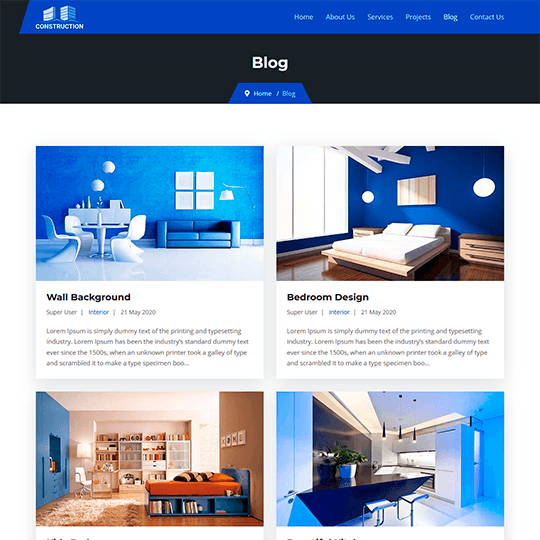 CONSTRUCTION
Home About Us Services Projects Blog Contact Us
Blog
Home / Blog
Wall Background
Super User | Interior | 21 May 2020
Lorem Ipsum is simply dummy text of the printing and typesetting
industry. Lorem Ipsum has been the industry's standard dummy text
ever since the 1500s, when an unknown printer took a galley of type
and scrambled it to make a type specimen boo...
Bedroom Design
Super User | Interior | 21 May 2020
Lorem Ipsum is simply dummy text of the printing and typesetting
industry. Lorem Ipsum has been the industry's standard dummy text
ever since the 1500s, when an unknown printer took a galley of type
and scrambled it to make a type specimen boo...